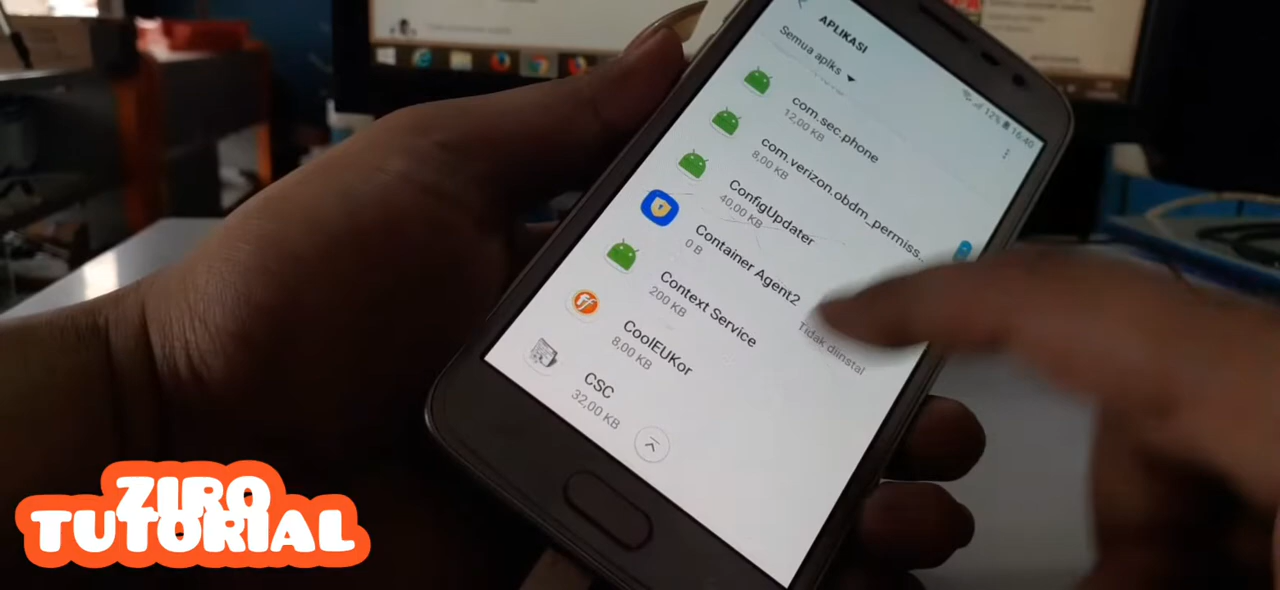 APLIKASI
Semua apliks
12% 16:40
com.sec.phone
12,00 KB
com.verizon.obdm_permiss..
8,00 KB
ConfigUpdater
40,00 KB
Container Agent2
0 B
Tidak diinstal
Context Service
200 KB
CoolEUKor
8,00 KB
CSC
32,00 KB
ZIRO
TUTORIAL